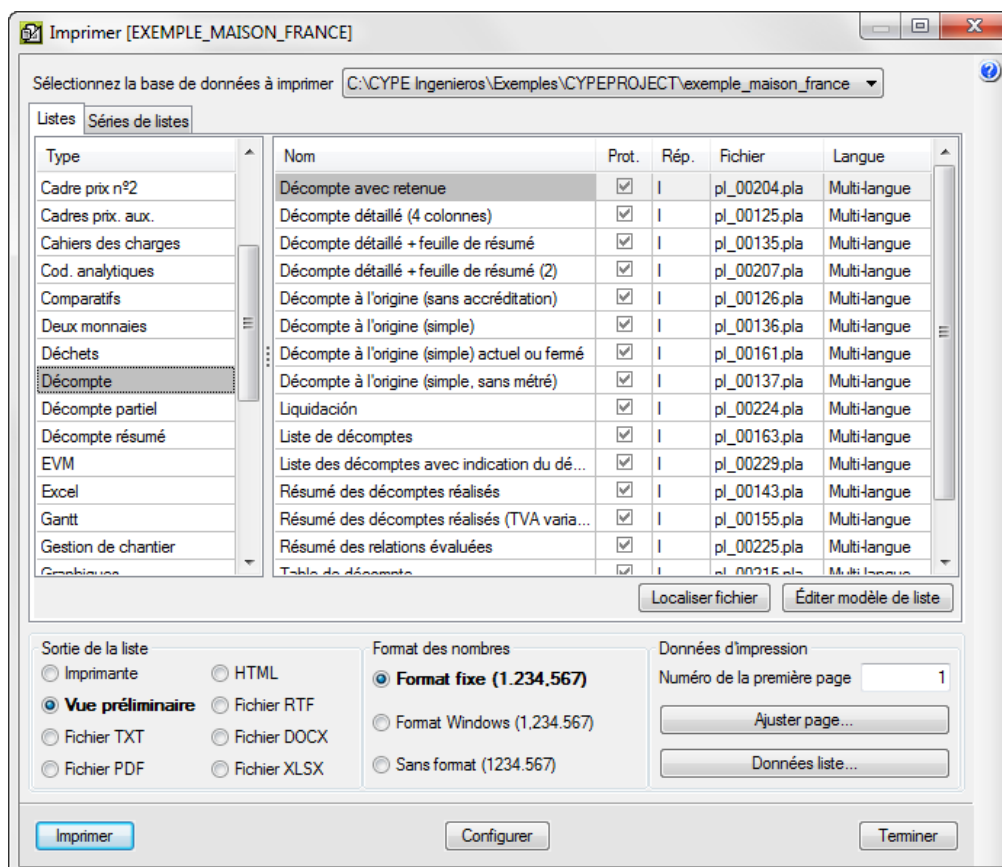 Imprimer [EXEMPLE_MAISON_FRANCE]
Sélectionnez la base de données à imprimer C:\CYPE Ingenieros\Exemples\CYPEPROJECT\exemple_maison_france
Listes Séries de listes
Type Nom Prot. Rép. Fichier Langue
Cadre prix nº2 Décompte avec retenue I pl_00204.pla Multi-langue
Cadres prix. aux. Décompte détaillé (4 colonnes) I pl_00125.pla Multi-langue
Cahiers des charges Décompte détaillé + feuille de résumé I pl_00135.pla Multi-langue
Cod. analytiques Décompte détaillé + feuille de résumé (2) I pl_00207.pla Multi-langue
Comparatifs Décompte à l'origine (sans accréditation) I pl_00126.pla Multi-langue
Deux monnaies Décompte à l'origine (simple) I pl_00136.pla Multi-langue
Déchets Décompte à l'origine (simple) actuel ou fermé I pl_00161.pla Multi-langue
Décompte Décompte à l'origine (simple, sans métré) I pl_00137.pla Multi-langue
Décompte partiel Liquidación I pl_00224.pla Multi-langue
Décompte résumé Liste de décomptes I pl_00163.pla Multi-langue
EVM Liste des décomptes avec indication du dé... I pl_00229.pla Multi-langue
Excel Résumé des décomptes réalisés I pl_00143.pla Multi-langue
Gantt Résumé des décomptes réalisés (TVA varia... I pl_00155.pla Multi-langue
Gestion de chantier Résumé des relations évaluées I pl_00225.pla Multi-langue
Graphiques Table de décompte I pl_00215.pla Multi-langue
Localiser fichier Éditer modèle de liste
Sortie de la liste Format des nombres Données d'impression
Imprimante HTML Format fixe (1.234,567) Numéro de la première page 1
Vue préliminaire Fichier RTF Format Windows (1,234.567) Ajuster page...
Fichier TXT Fichier DOCX Sans format (1234.567) Données liste...
Fichier PDF Fichier XLSX
Imprimer Configurer Terminer